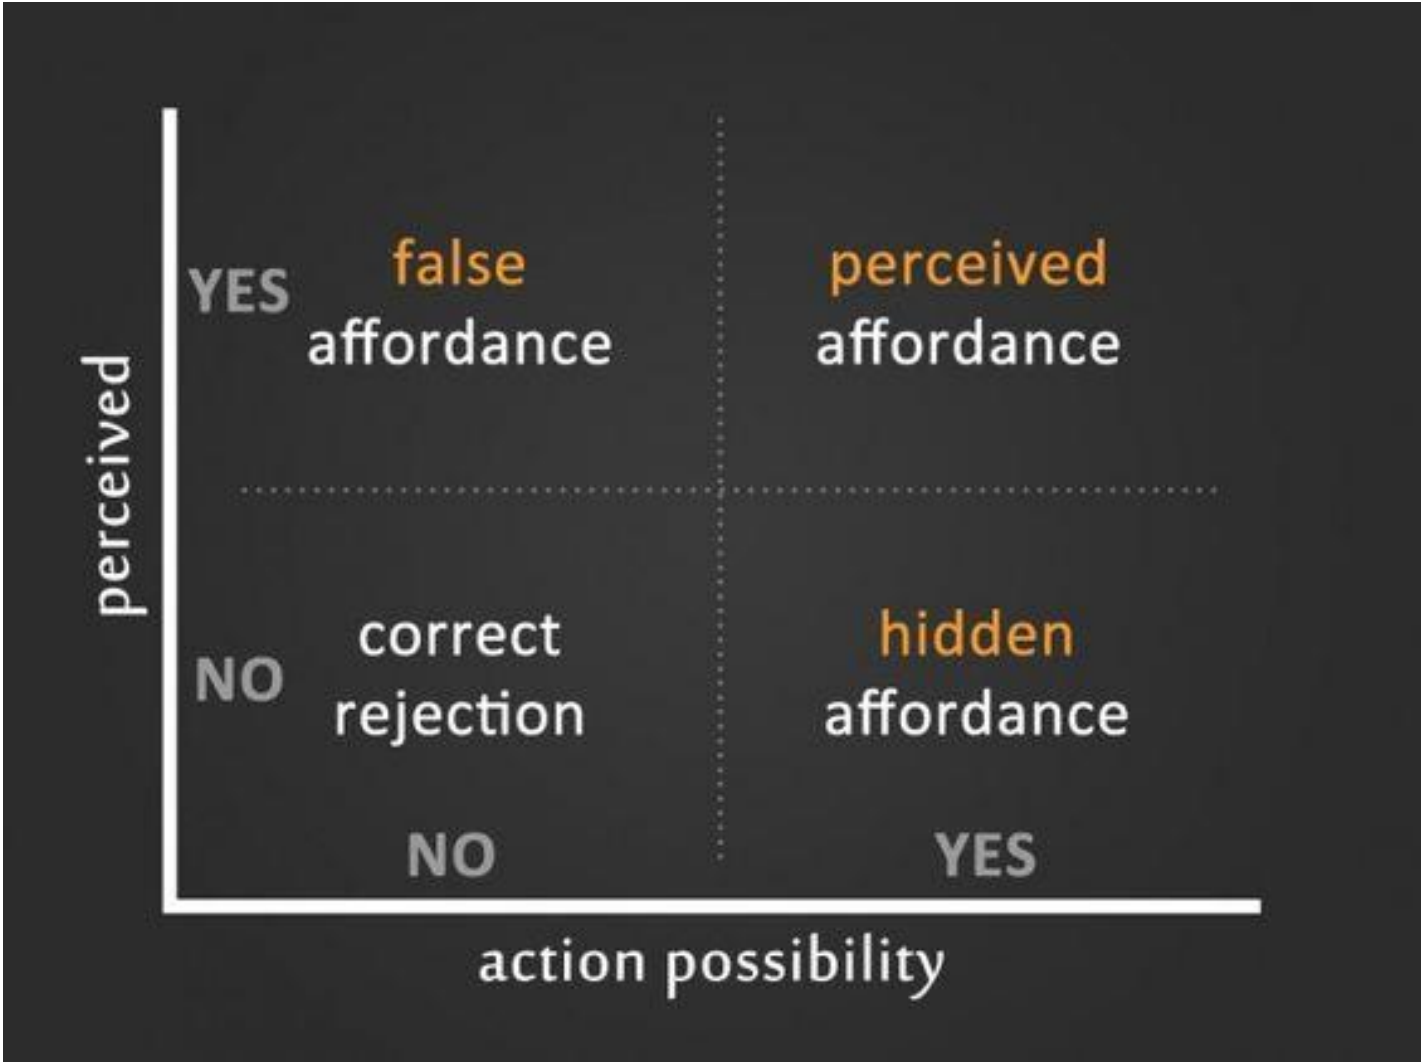 perceived
YES
false
affordance
perceived
affordance
NO
correct
rejection
hidden
affordance
NO
YES
action possibility